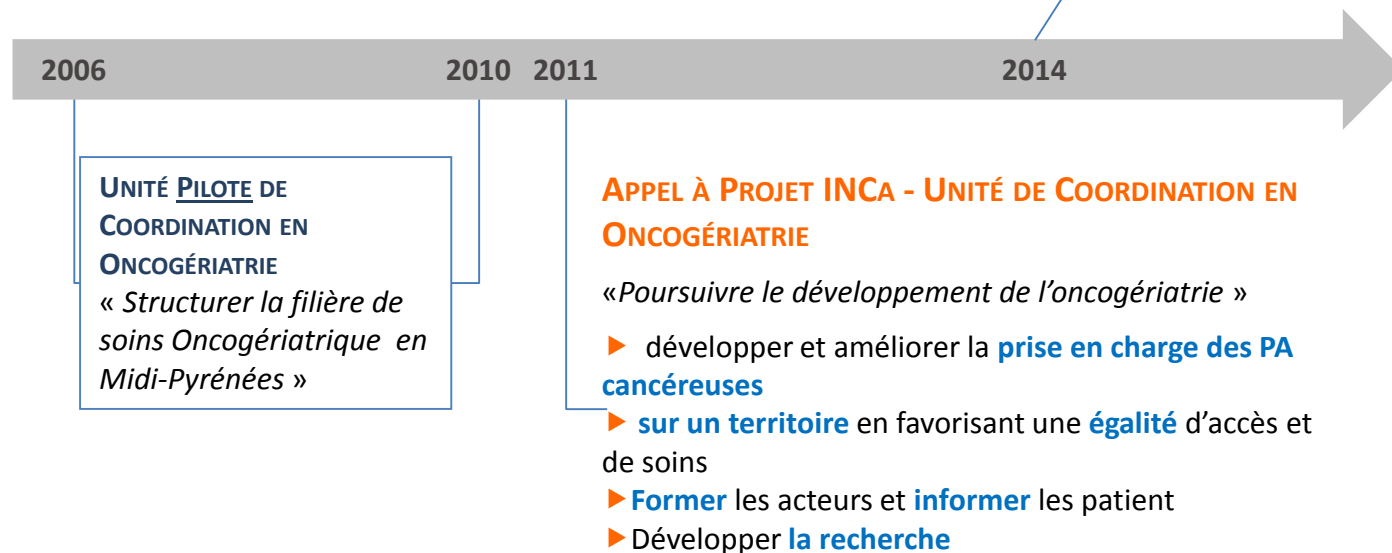 2006 2010 2011 2014
UNITÉ PILOTE DE
COORDINATION EN
ONCOGÉRIATRIE
« Structurer la filière de
soins Oncogériatrique en
Midi-Pyrénées »
APPEL À PROJET INCA - UNITÉ DE COORDINATION EN
ONCOGÉRIATRIE
«Poursuivre le développement de l’oncogériatrie »
▶ développer et améliorer la prise en charge des PA
cancéreuses
▶ sur un territoire en favorisant une égalité d’accès et
de soins
▶Former les acteurs et informer les patient
▶Développer la recherche